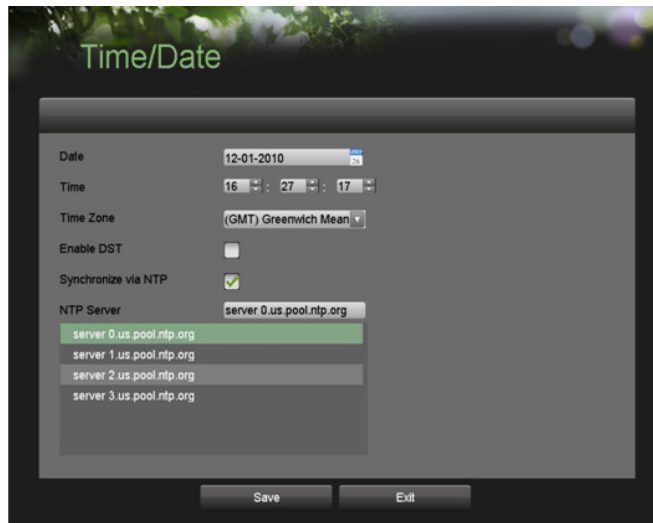 Time/Date
Date 12-01-2010
Time 16 : 27 : 17
Time Zone (GMT) Greenwich Mean
Enable DST
Synchronize via NTP
NTP Server server 0.us.pool.ntp.org
server 0.us.pool.ntp.org
server 1.us.pool.ntp.org
server 2.us.pool.ntp.org
server 3.us.pool.ntp.org
Save Exit